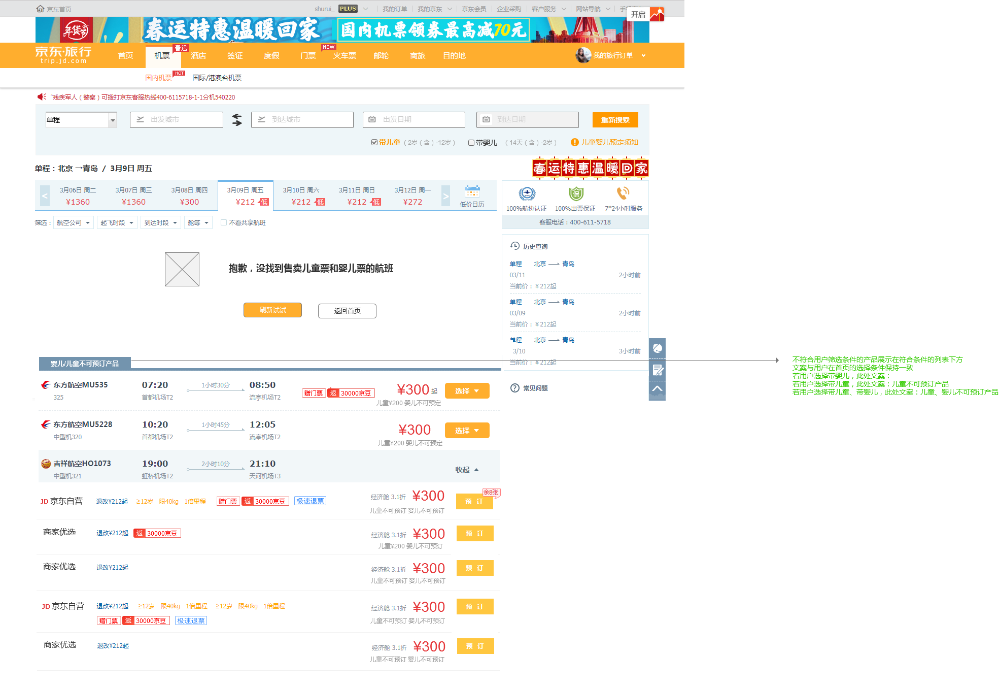 京东首页
shurui_ PLUS 我的订单 我的京东 京东会员 企业采购 客户服务 网站导航
开启
年货节 春运特惠温暖回家 国内机票领券最高减70元
京东·旅行
trip.jd.com
首页 机票 春运 酒店 签证 度假 门票 NEW 火车票 邮轮 商旅 目的地 我的旅行订单
国内机票 HOT 国际/港澳台机票
"残疾军人（警察）可拨打京东客服热线400-6115718-1-1分机540220
单程 出发城市 到达城市 出发日期 到达日期 重新搜索
带儿童（2岁（含）-12岁） 带婴儿 （14天（含）-2岁） 儿童婴儿预定须知
单程：北京 →青岛 / 3月9日 周五
春运特惠温暖回家
< 3月06日 周二 3月07日 周三 3月08日 周四 3月09日 周五 3月10日 周六 3月11日 周日 3月12日 周一 >
¥1360 ¥1360 ¥300 ¥212 低 ¥212 低 ¥212 低 ¥272 低价日历
100%航协认证 100%出票保证 7*24小时服务
客服电话：400-611-5718
筛选： 航空公司 起飞时段 到达时段 舱等 不看共享航班
历史查询
单程 北京 青岛
03/11 2小时前
当前价：￥212起
单程 北京 青岛
03/09 2小时前
当前价：￥212起
单程 北京 青岛
3/10 3小时前
当前价：￥212起
常见问题
抱歉，没找到售卖儿童票和婴儿票的航班
刷新试试 返回首页
婴儿/儿童不可预订产品
不符合用户筛选条件的产品展示在符合条件的列表下方
文案与用户在首页的选择条件保持一致
若用户选择带婴儿，此处文案：
若用户选择带儿童，此处文案：儿童不可预订产品
若用户选择带儿童、带婴儿，此处文案：儿童、婴儿不可预订产品
东方航空MU535 07:20 1小时30分 08:50 ¥300 起 选择
325 首都机场T2 流亭机场T2 赠门票 返 30000京豆 儿童¥200 婴儿不可预定
东方航空MU5228 10:20 1小时45分 12:05 ¥300 选择
中型机320 首都机场T2 流亭机场T2 儿童¥200 婴儿不可预定
吉祥航空HO1073 19:00 2小时10分 21:10 收起
中型机321 虹桥机场T2 天河机场T3
JD 京东自营 退改¥212起 ≥12岁 限40kg 1倍里程 赠门票 返 30000京豆 极速退票 经济舱 3.1折 ¥300 预 订 余8张
儿童不可预订 婴儿不可预订
商家优选 退改¥212起 返 30000京豆 经济舱 3.1折 ¥300 预 订
儿童¥200 婴儿不可预订
商家优选 退改¥212起 经济舱 3.1折 ¥300 预 订
儿童不可预订 婴儿不可预订
JD 京东自营 退改¥212起 ≥12岁 限40kg 1倍里程 ≥12岁 限40kg 1倍里程 经济舱 3.1折 ¥300 预 订
赠门票 返 30000京豆 极速退票 儿童不可预订 婴儿不可预订
商家优选 退改¥212起 经济舱 3.1折 ¥300 预 订
儿童不可预订 婴儿不可预订